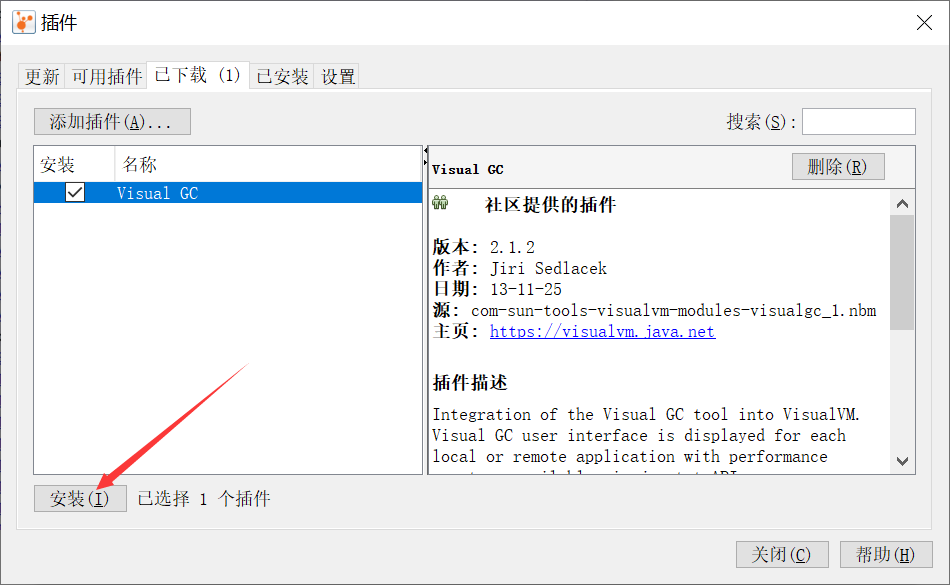 插件
更新 可用插件 已下载 (1) 已安装 设置
添加插件(A)... 搜索(S):
安装 名称
Visual GC
Visual GC 删除(R)
社区提供的插件
版本: 2.1.2
作者: Jiri Sedlacek
日期: 13-11-25
源: com-sun-tools-visualvm-modules-visualgc_1.nbm
主页: https://visualvm.java.net
插件描述
Integration of the Visual GC tool into VisualVM.
Visual GC user interface is displayed for each
local or remote application with performance
安装(I) 已选择 1 个插件
关闭(C) 帮助(H)